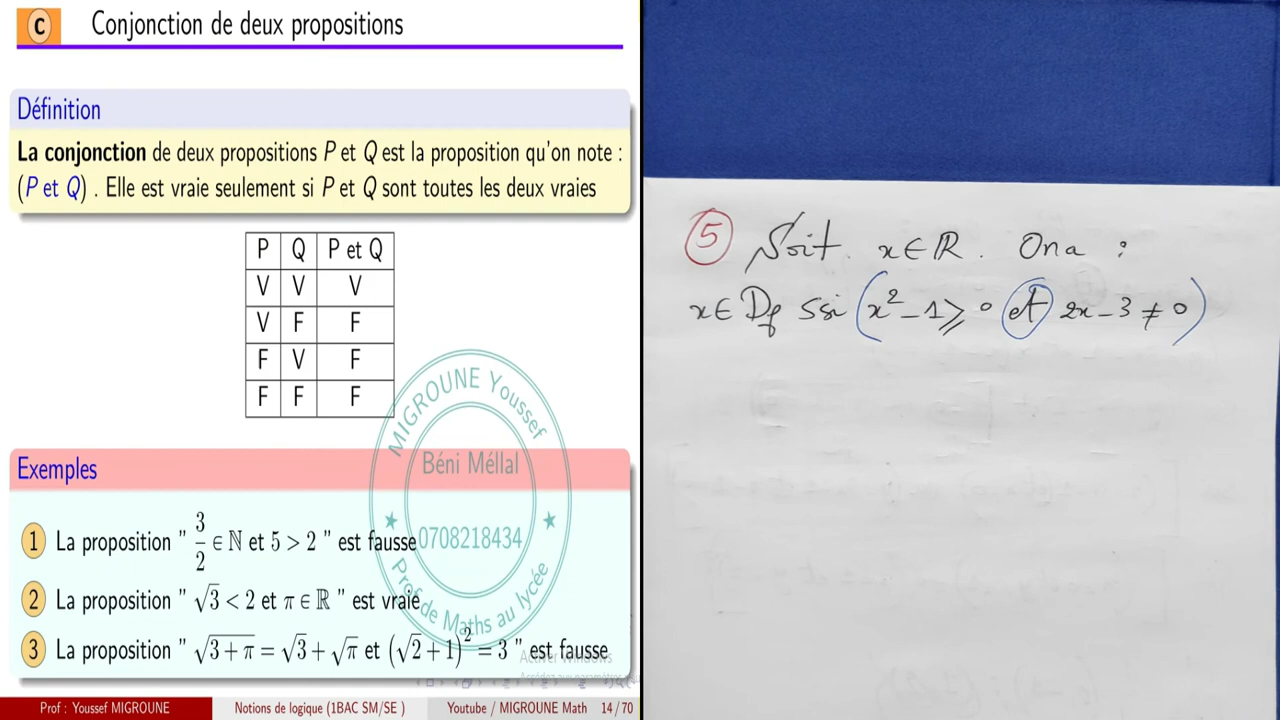 C Conjonction de deux propositions
Définition
La conjonction de deux propositions P et Q est la proposition qu'on note :
(P et Q) . Elle est vraie seulement si P et Q sont toutes les deux vraies
P Q P et Q
V V V
V F F
F V F
F F F
Exemples
1 La proposition " 3/2 ∈ ℕ et 5 > 2 " est fausse
2 La proposition " √3 < 2 et π ∈ ℝ " est vraie
3 La proposition " √(3 + π) = √3 + √π et (√2 + 1)² = 3 " est fausse
MIGROUNE Youssef
Béni Méllal
0708218434
Prof de Maths au lycée
Activer Windows
Prof : Youssef MIGROUNE Notions de logique (1BAC SM/SE ) Youtube / MIGROUNE Math 14 / 70
5 Soit x ∈ ℝ. On a :
x ∈ Df ssi (x² - 1 ⩾ 0 et 2x - 3 ≠ 0)